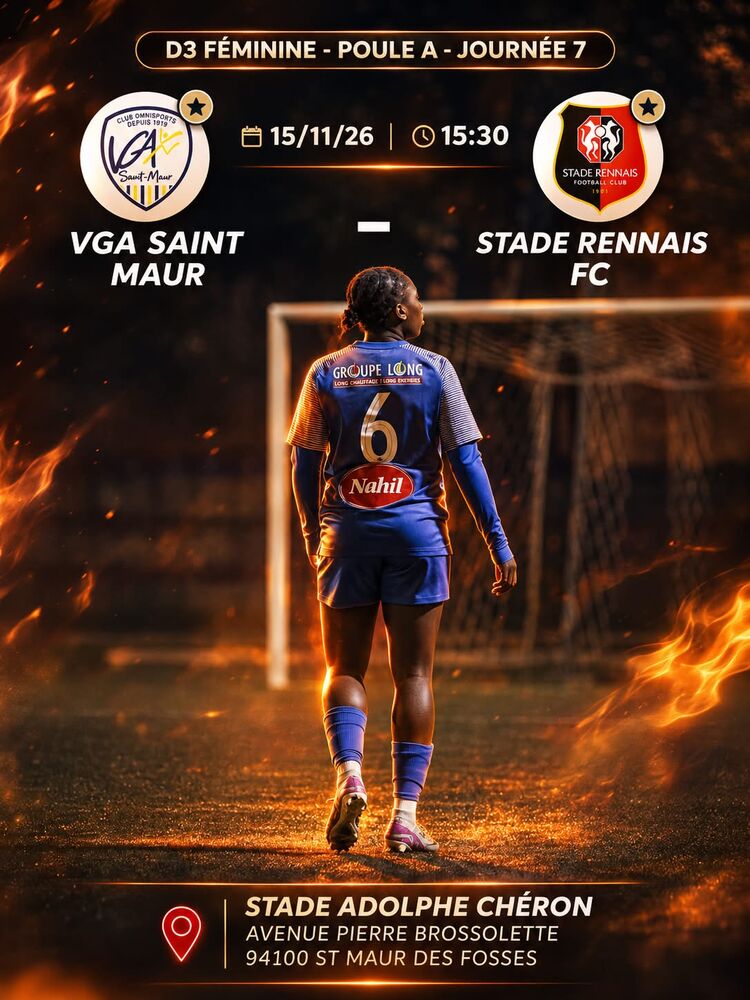 D3 FÉMININE - POULE A - JOURNÉE 7
CLUB OMNISPORTS
DEPUIS 1919
VGA
Saint-Maur
15/11/26 | 15:30
STADE RENNAIS
FOOTBALL CLUB
1901
VGA SAINT
MAUR
-
STADE RENNAIS
FC
GROUPE LONG
LONG CHAUFFAGE | LONG ENERGIES
6
Nahil
STADE ADOLPHE CHÉRON
AVENUE PIERRE BROSSOLETTE
94100 ST MAUR DES FOSSES